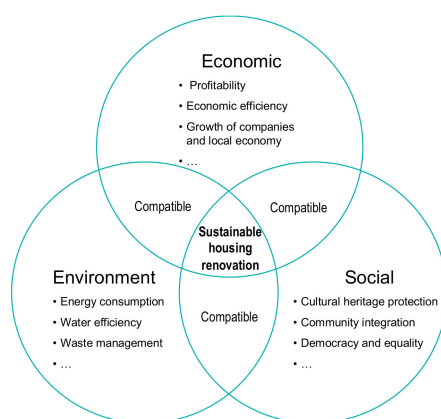 Economic
• Profitability
• Economic efficiency
• Growth of companies
and local economy
• ...
Compatible
Compatible
Sustainable
housing
renovation
Environment
• Energy consumption
• Water efficiency
• Waste management
• ...
Compatible
Social
• Cultural heritage protection
• Community integration
• Democracy and equality
• ...